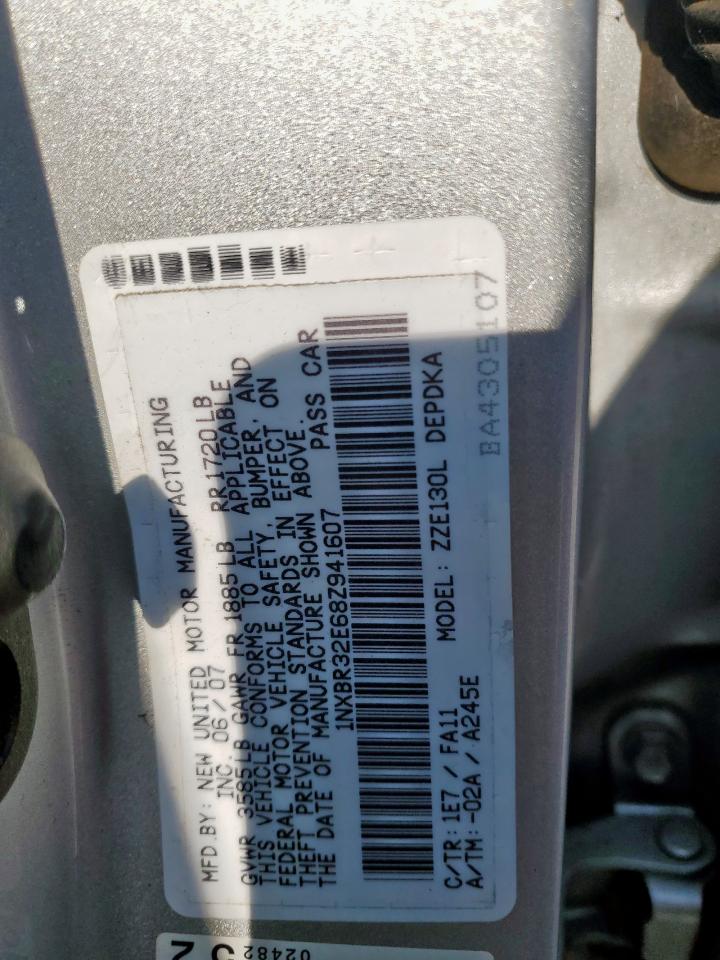 MFD.BY: NEW UNITED MOTOR MANUFACTURING
INC. 06/07
GVWR 3585LB GAWR FR 1885LB RR1720LB
THIS VEHICLE CONFORMS TO ALL APPLICABLE
FEDERAL MOTOR VEHICLE SAFETY, BUMPER, AND
THEFT PREVENTION STANDARDS IN EFFECT ON
THE DATE OF MANUFACTURE SHOWN ABOVE.
1NXBR32E68Z941607 PASS CAR
C/TR: 1E7 / FA11 MODEL: ZZE130L DEPDKA
A/TM: -02A / A245E
BA4305107
02482